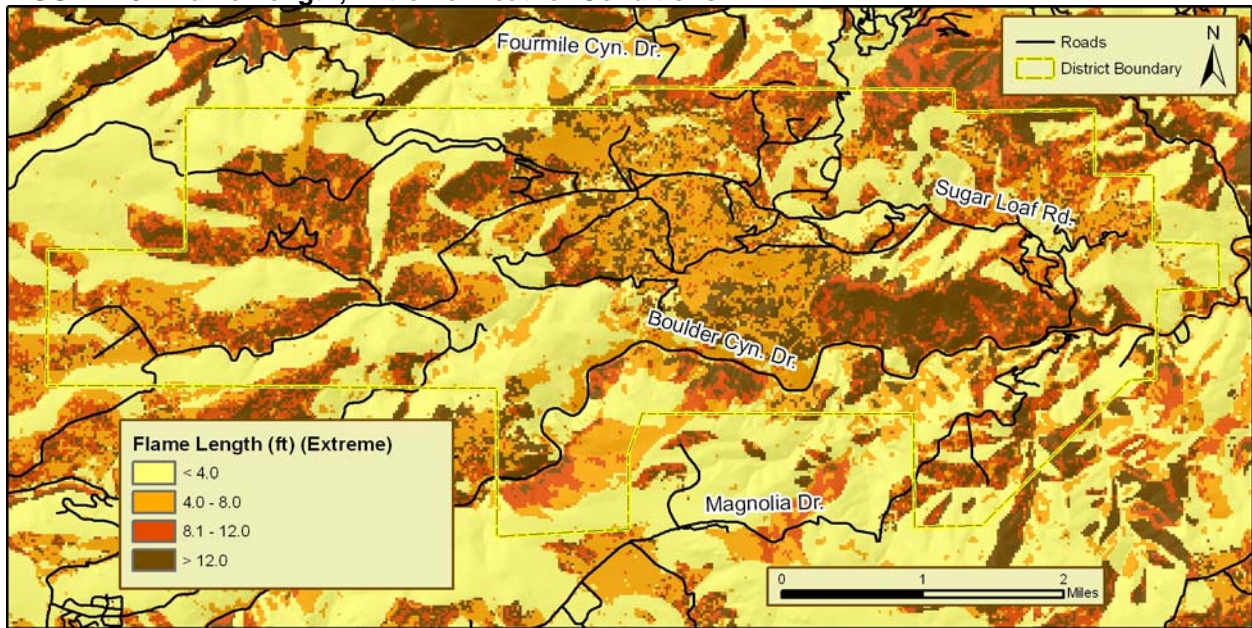 Fourmile Cyn. Dr.
Roads
District Boundary
N
Sugar Loaf Rd.
Boulder Cyn. Dr.
Magnolia Dr.
Flame Length (ft) (Extreme)
< 4.0
4.0 - 8.0
8.1 - 12.0
> 12.0
0 1 2
Miles